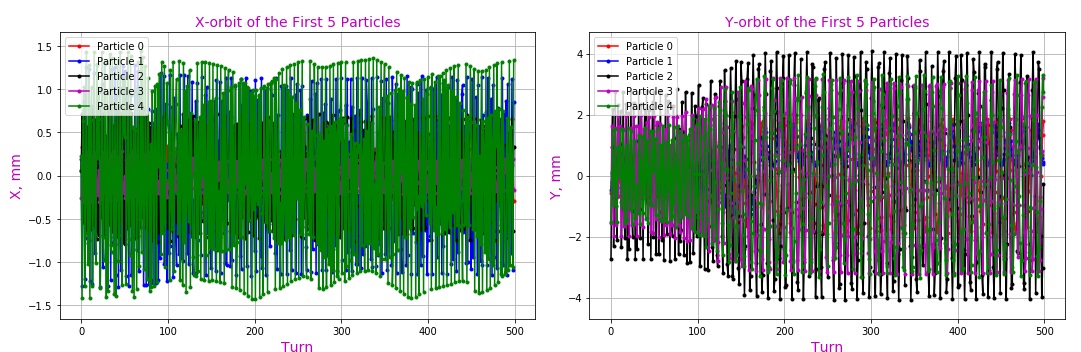 X-orbit of the First 5 Particles
X, mm
1.5
1.0
0.5
0.0
−0.5
−1.0
−1.5
Particle 0
Particle 1
Particle 2
Particle 3
Particle 4
0
100
200
300
400
500
Turn
Y-orbit of the First 5 Particles
Y, mm
4
2
0
−2
−4
Particle 0
Particle 1
Particle 2
Particle 3
Particle 4
0
100
200
300
400
500
Turn